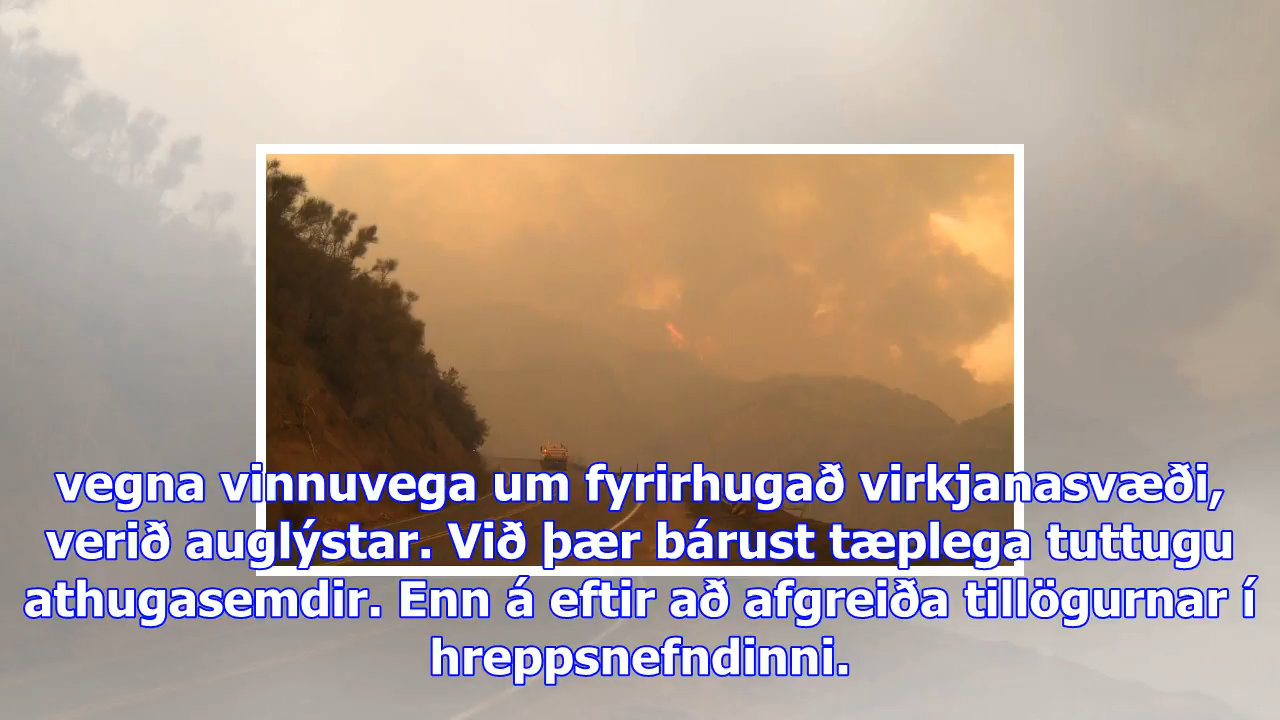 vegna vinnuvega um fyrirhugað virkjanasvæði,
verið auglýstar. Við þær bárust tæplega tuttugu
athugasemdir. Enn á eftir að afgreiða tillögurnar í
hreppsnefndinni.